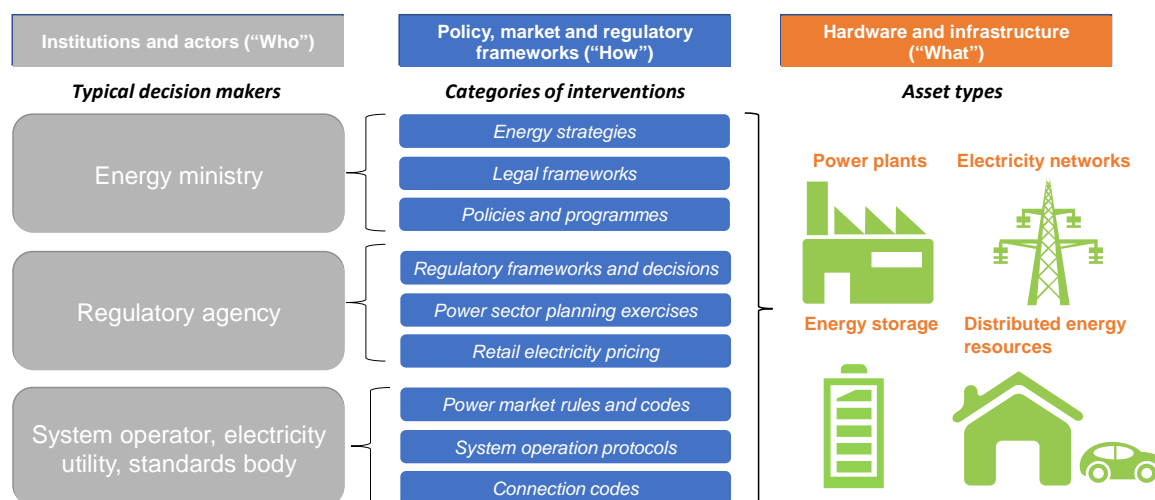 Institutions and actors (“Who”)
Policy, market and regulatory
frameworks (“How”)
Hardware and infrastructure
(“What”)
Typical decision makers
Categories of interventions
Asset types
Energy ministry
Energy strategies
Legal frameworks
Policies and programmes
Regulatory agency
Regulatory frameworks and decisions
Power sector planning exercises
Retail electricity pricing
System operator, electricity
utility, standards body
Power market rules and codes
System operation protocols
Connection codes
Power plants
Electricity networks
Energy storage
Distributed energy
resources